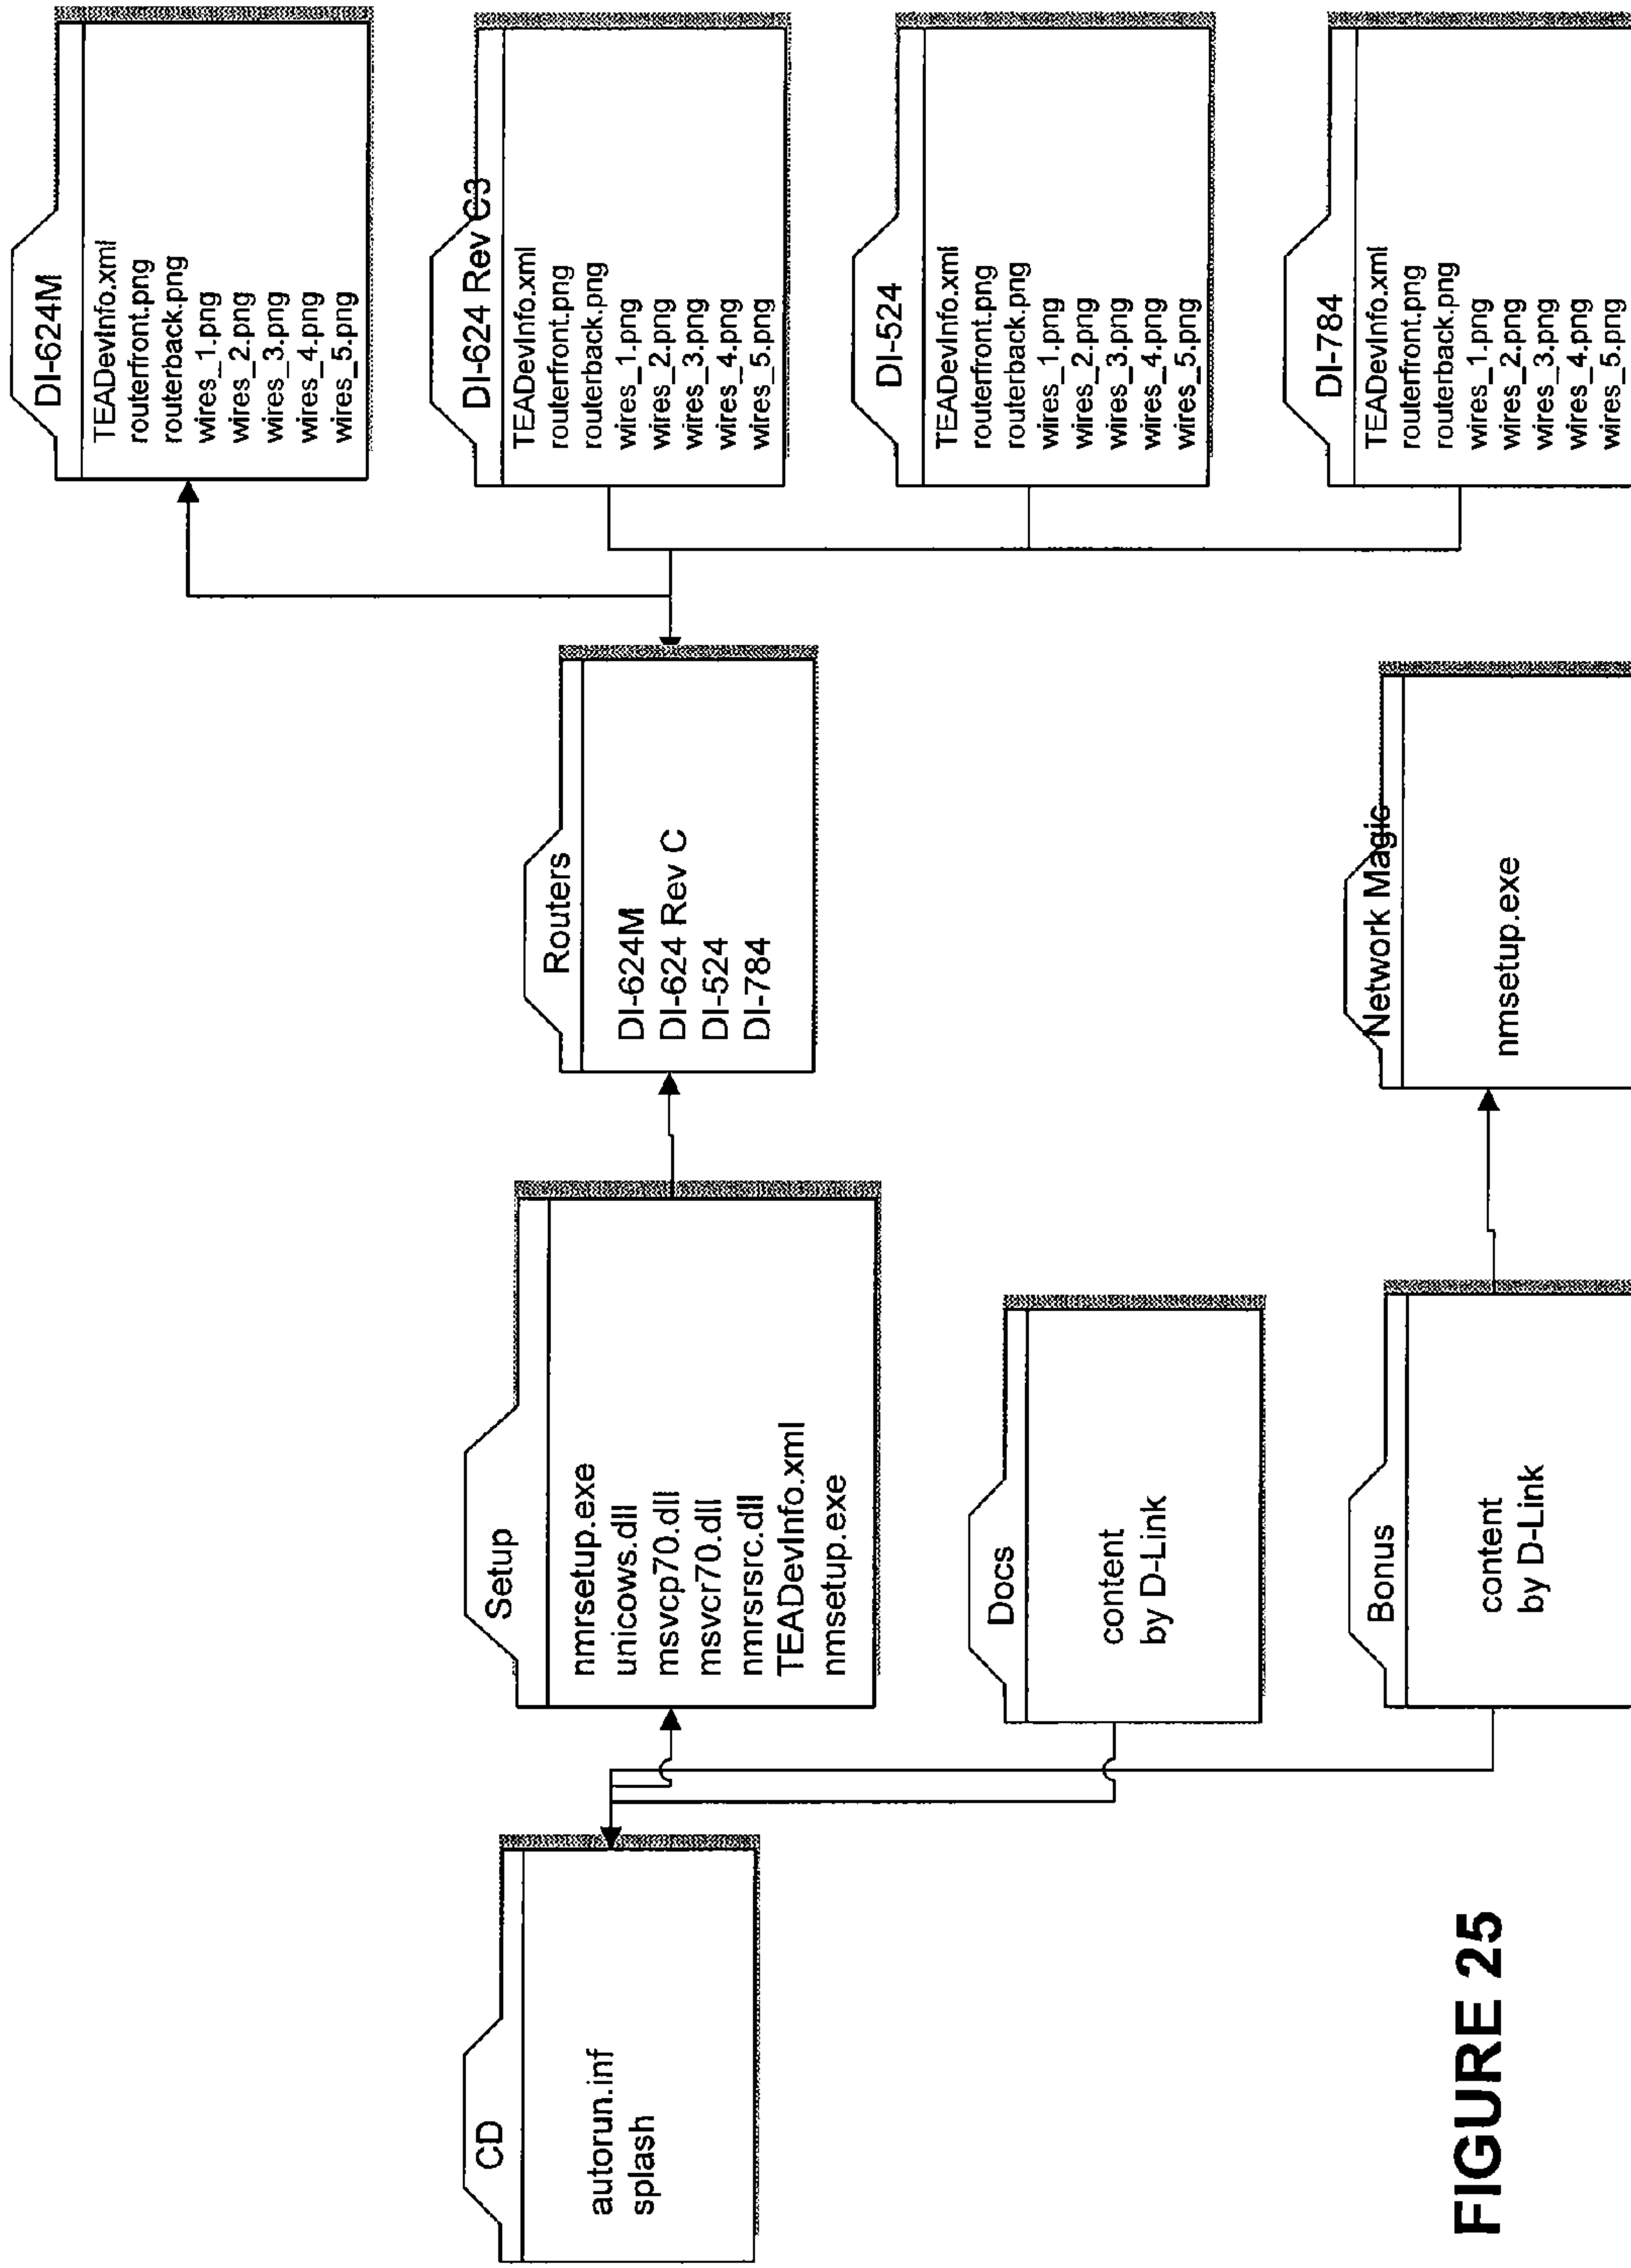 CD
autorun.inf
splash
Setup
nmrsetup.exe
unicows.dll
msvcp70.dll
msvcr70.dll
nmrsrsrc.dll
TEADevInfo.xml
nmsetup.exe
Docs
content
by D-Link
Bonus
content
by D-Link
Routers
DI-624M
DI-624 Rev C
DI-524
DI-784
Network Magic
nmsetup.exe
DI-624M
TEADevInfo.xml
routerfront.png
routerback.png
wires_1.png
wires_2.png
wires_3.png
wires_4.png
wires_5.png
DI-624 Rev C3
TEADevInfo.xml
routerfront.png
routerback.png
wires_1.png
wires_2.png
wires_3.png
wires_4.png
wires_5.png
DI-524
TEADevInfo.xml
routerfront.png
routerback.png
wires_1.png
wires_2.png
wires_3.png
wires_4.png
wires_5.png
DI-784
TEADevInfo.xml
routerfront.png
routerback.png
wires_1.png
wires_2.png
wires_3.png
wires_4.png
wires_5.png
FIGURE 25